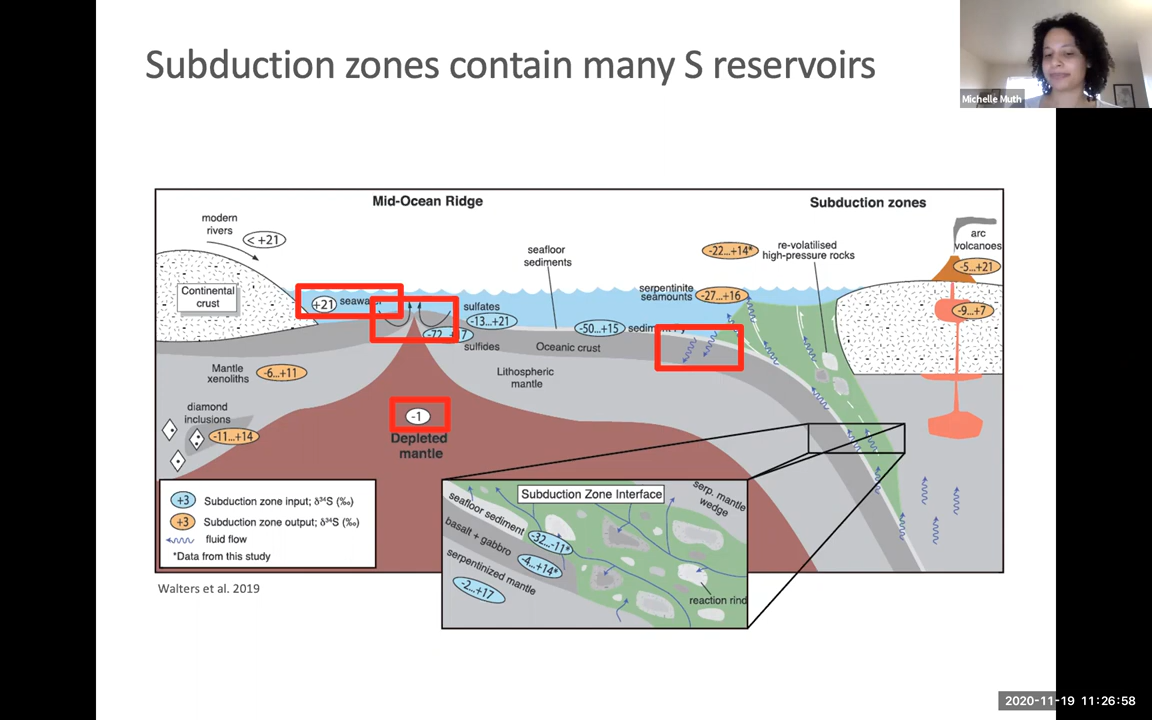 Subduction zones contain many S reservoirs
Michelle Muth
Mid-Ocean Ridge
Subduction zones
modern
rivers
< +21
arc
volcanoes
-5...+21
-22...+14*
re-volatilised
high-pressure rocks
seafloor
sediments
Continental
crust
+21
serpentinite
seamounts
-27...+16
-9...+7
sulfates
-13...+21
-50...+15
sulfides
Oceanic crust
Mantle
xenoliths
-6...+11
Lithospheric
mantle
diamond
inclusions
-11...+14
-1
Depleted
mantle
+3
Subduction zone input; δ³⁴S (‰)
+3
Subduction zone output; δ³⁴S (‰)
fluid flow
*Data from this study
Subduction Zone Interface
serp. mantle
wedge
seafloor sediment
-32...-11*
basalt + gabbro
-4...+14*
serpentinized mantle
-2...+17
reaction rind
Walters et al. 2019
2020-11-19 11:26:58